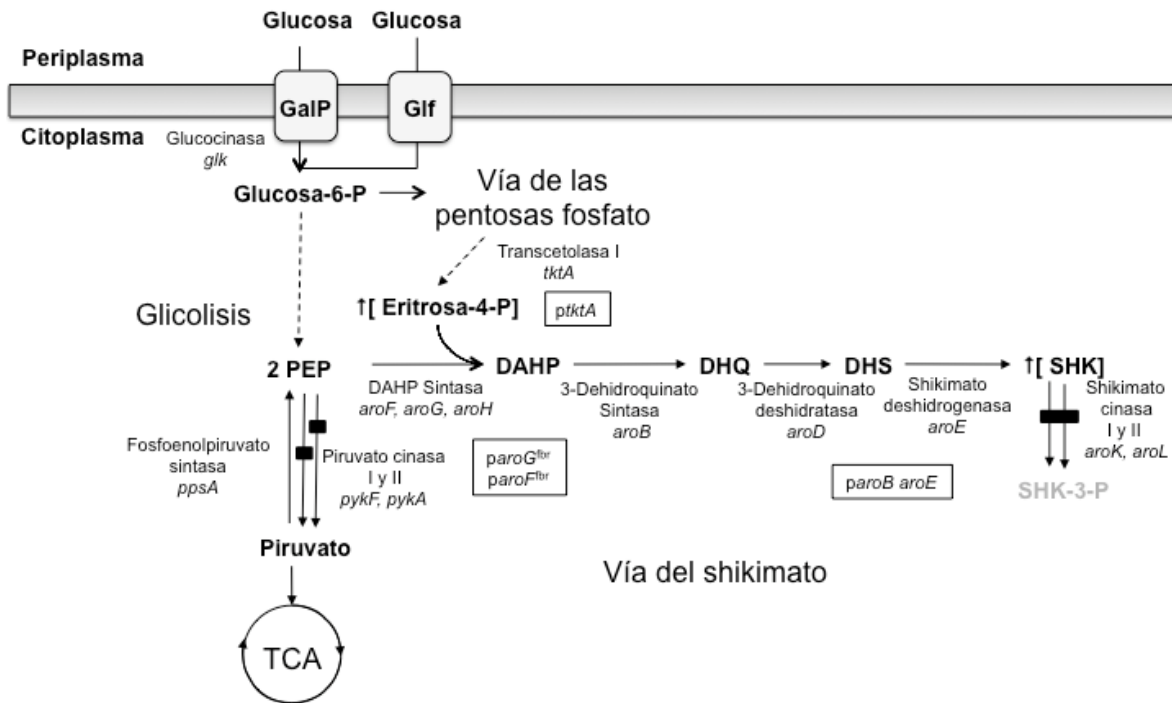 Glucosa
Glucosa
Periplasma
GalP
Glf
Citoplasma
Glucocinasa
glk
Glucosa-6-P
Vía de las
pentosas fosfato
Transcetolasa I
tktA
Glicolisis
↑[ Eritrosa-4-P]
ptktA
2 PEP
DAHP
DHQ
DHS
↑[ SHK]
DAHP Sintasa
aroF, aroG, aroH
3-Dehidroquinato
Sintasa
aroB
3-Dehidroquinato
deshidratasa
aroD
Shikimato
deshidrogenasa
aroE
Shikimato
cinasa
I y II
aroK, aroL
Fosfoenolpiruvato
sintasa
ppsA
Piruvato cinasa
I y II
pykF, pykA
paroGfbr
paroFfbr
paroB aroE
SHK-3-P
Piruvato
Vía del shikimato
TCA